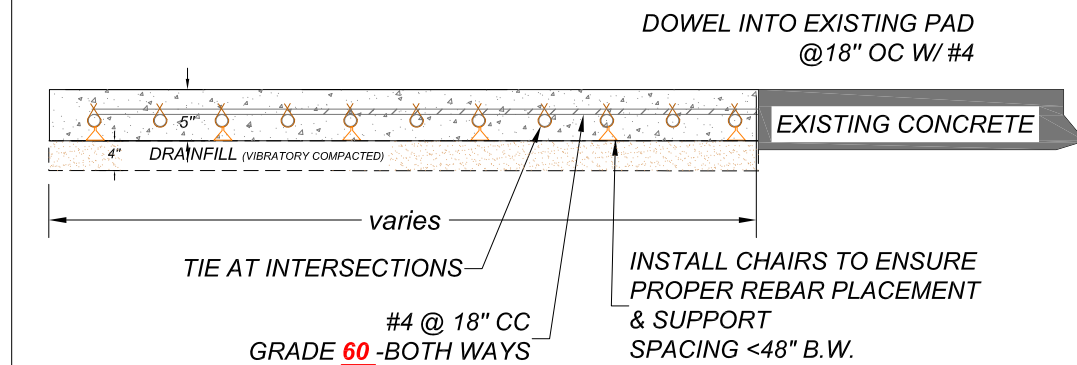 DOWEL INTO EXISTING PAD
@18" OC W/ #4
5"
EXISTING CONCRETE
4"
DRAINFILL (VIBRATORY COMPACTED)
varies
TIE AT INTERSECTIONS
#4 @ 18" CC
GRADE 60 -BOTH WAYS
INSTALL CHAIRS TO ENSURE
PROPER REBAR PLACEMENT
& SUPPORT
SPACING <48" B.W.